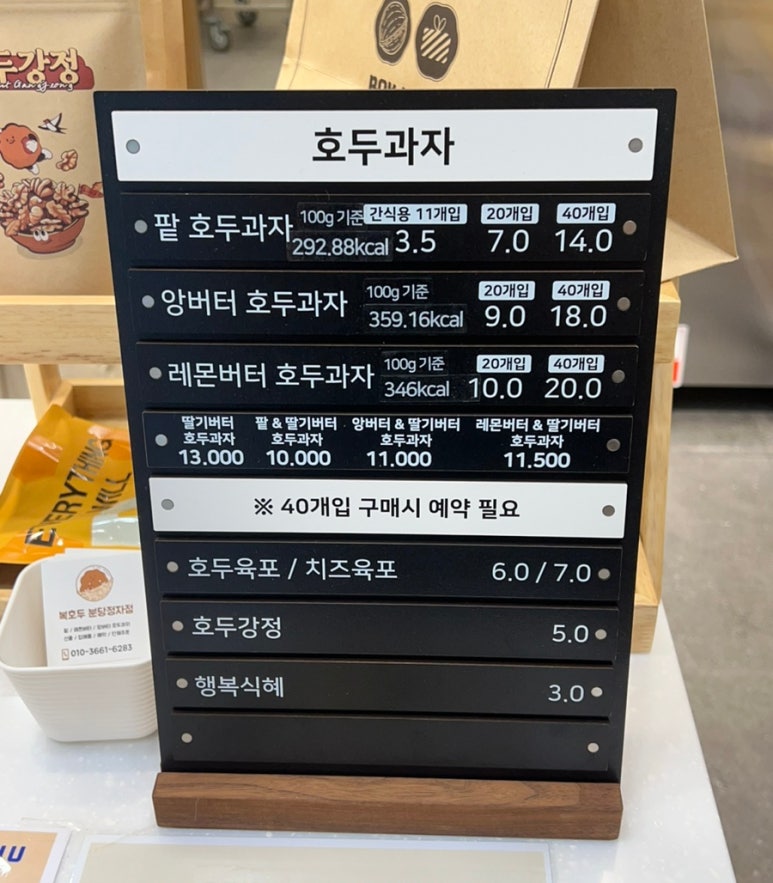 두강정
호두과자
팥 호두과자 100g 기준 292.88kcal 간식용 11개입 3.5 20개입 7.0 40개입 14.0
앙버터 호두과자 100g 기준 359.16kcal 20개입 9.0 40개입 18.0
레몬버터 호두과자 100g 기준 346kcal 20개입 10.0 40개입 20.0
딸기버터 호두과자 13.000
팥 & 딸기버터 호두과자 10.000
앙버터 & 딸기버터 호두과자 11.000
레몬버터 & 딸기버터 호두과자 11.500
※ 40개입 구매시 예약 필요
호두육포 / 치즈육포 6.0 / 7.0
호두강정 5.0
행복식혜 3.0
EVERYTHING
WILL
복호두 분당정자점
010-3661-6283